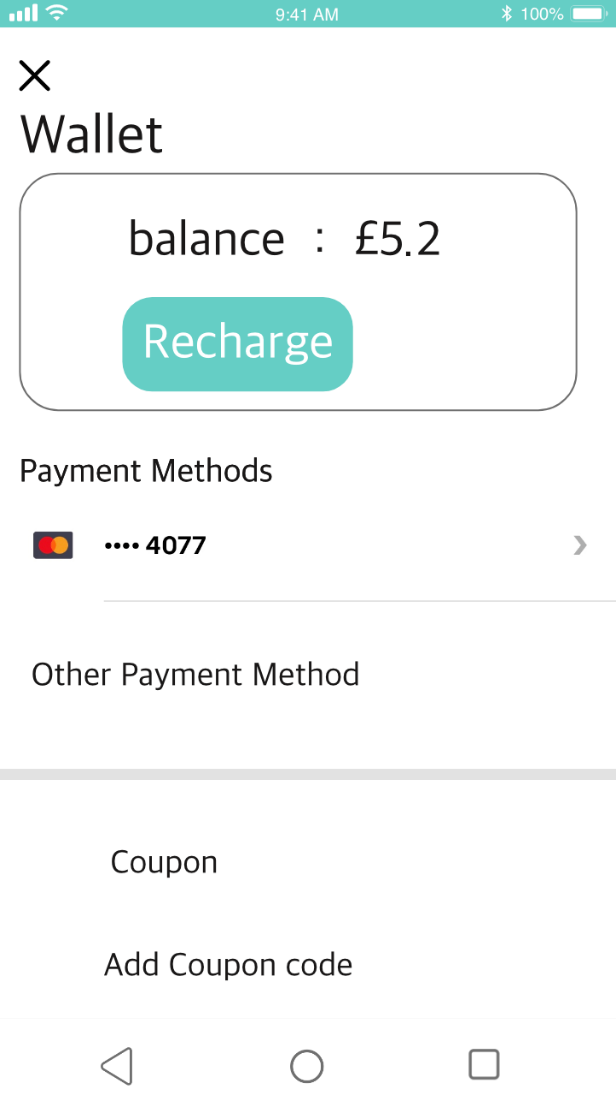 9:41 AM 100%
Wallet
balance : £5.2
Recharge
Payment Methods
•••• 4077
Other Payment Method
Coupon
Add Coupon code